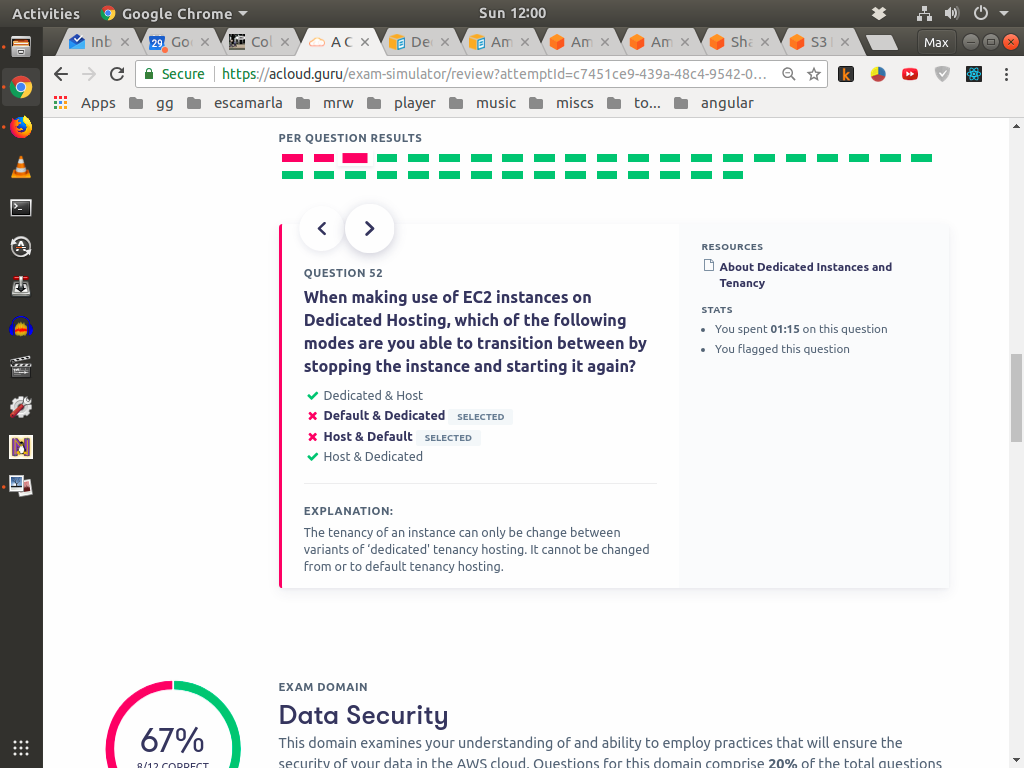 Activities Google Chrome Sun 12:00
Inb Go Col A C De Am Am Am Sha S3 Max
Secure https://acloud.guru/exam-simulator/review?attemptId=c7451ce9-439a-48c4-9542-0…
Apps gg escamarla mrw player music miscs to... angular
PER QUESTION RESULTS
QUESTION 52
When making use of EC2 instances on
Dedicated Hosting, which of the following
modes are you able to transition between by
stopping the instance and starting it again?
Dedicated & Host
Default & Dedicated SELECTED
Host & Default SELECTED
Host & Dedicated
EXPLANATION:
The tenancy of an instance can only be change between
variants of 'dedicated' tenancy hosting. It cannot be changed
from or to default tenancy hosting.
RESOURCES
About Dedicated Instances and
Tenancy
STATS
You spent 01:15 on this question
You flagged this question
67%
8/12 CORRECT
EXAM DOMAIN
Data Security
This domain examines your understanding of and ability to employ practices that will ensure the
security of your data in the AWS cloud. Questions for this domain comprise 20% of the total questions